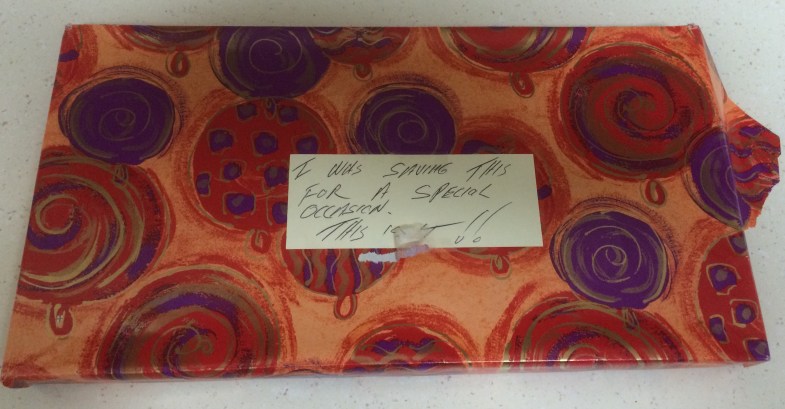 I WAS SAVING THIS
FOR A SPECIAL
OCCASION.
THIS IS IT!!